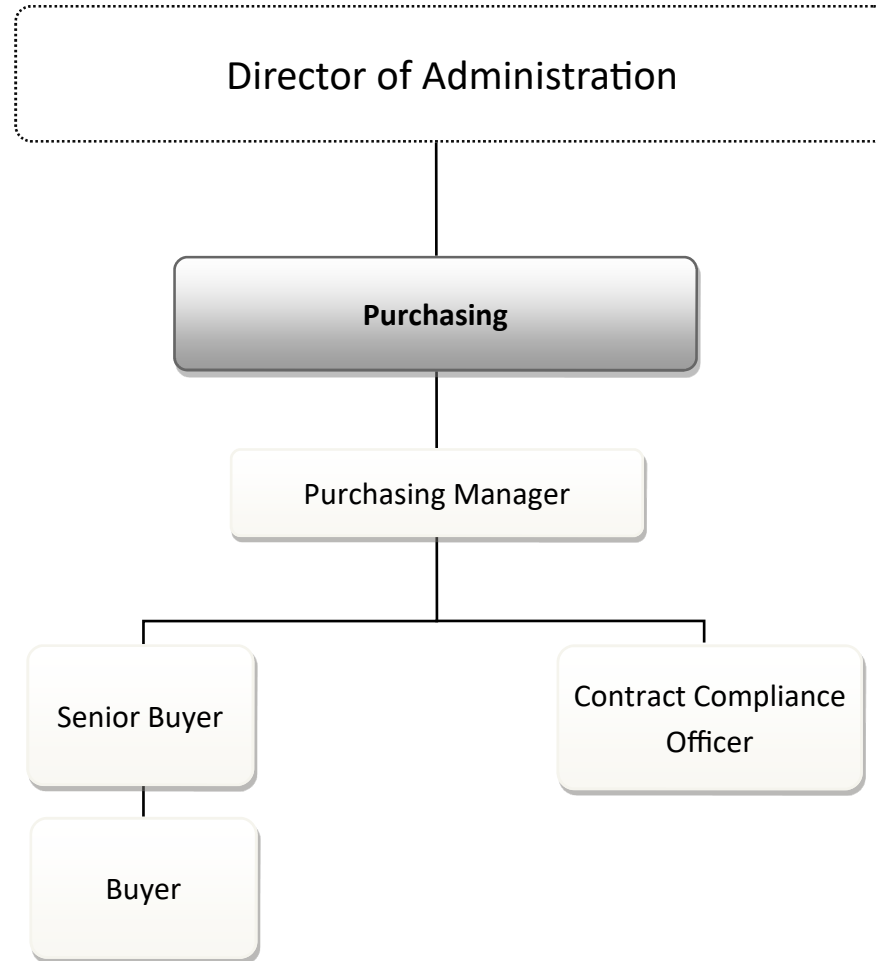 Director of Administration
Purchasing
Purchasing Manager
Senior Buyer
Contract Compliance
Officer
Buyer